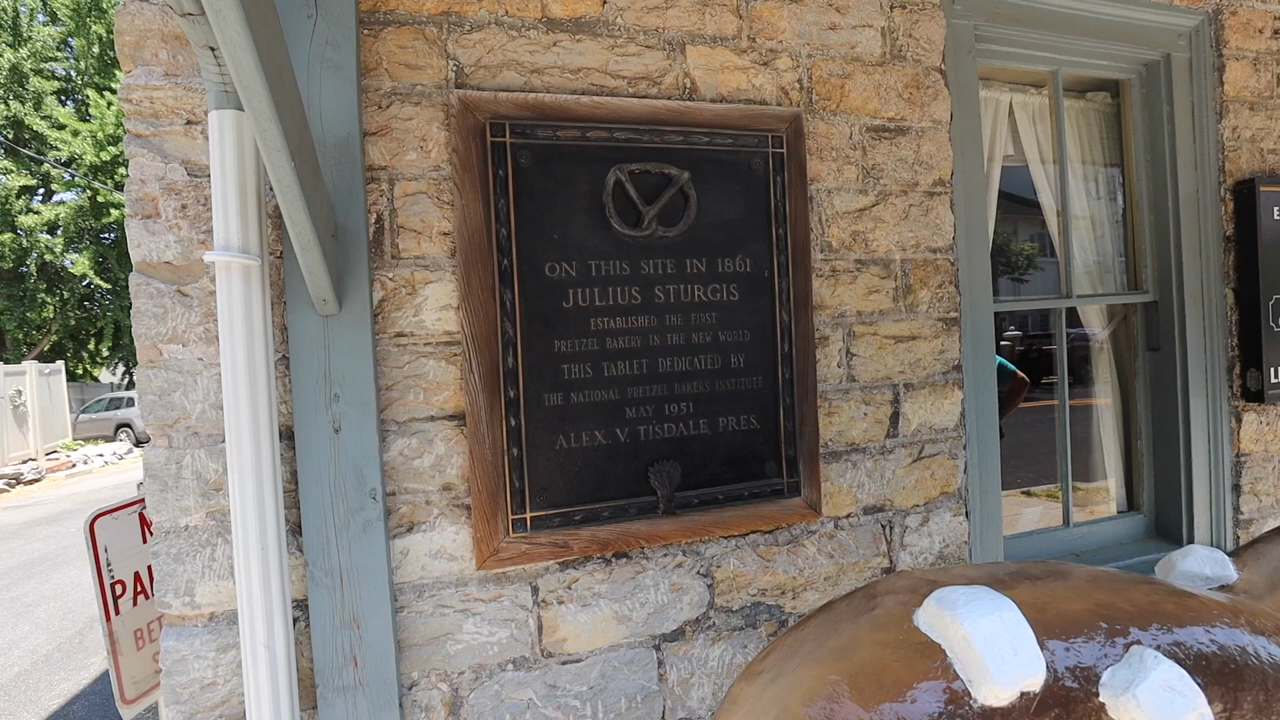 ON THIS SITE IN 1861
JULIUS STURGIS
ESTABLISHED THE FIRST
PRETZEL BAKERY IN THE NEW WORLD
THIS TABLET DEDICATED BY
THE NATIONAL PRETZEL BAKERS INSTITUTE
MAY 1951
ALEX. V. TISDALE, PRES.